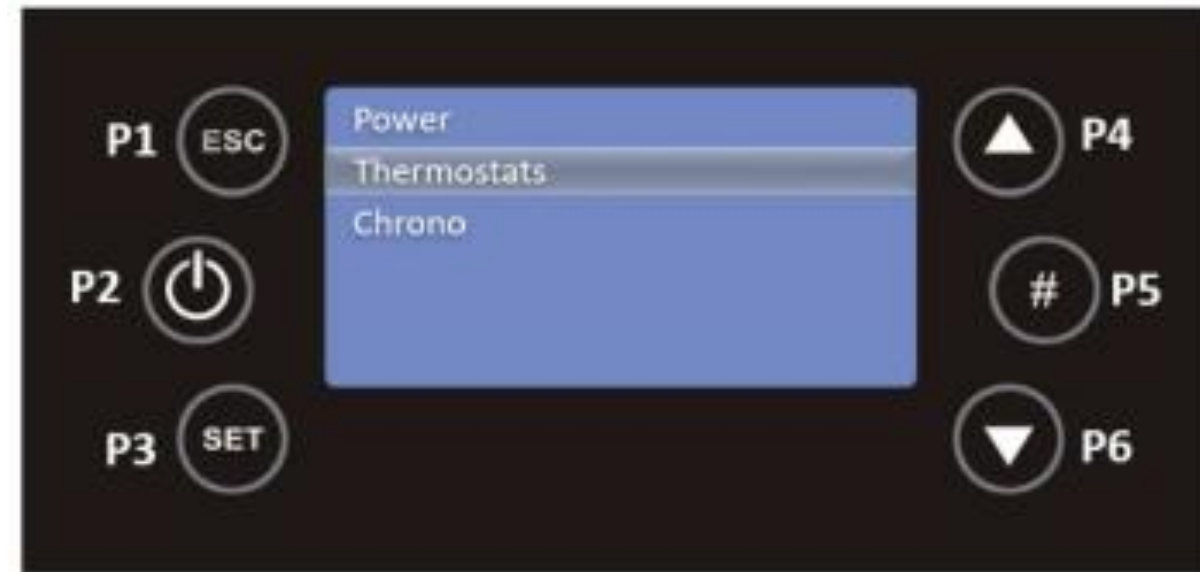 P1 ESC
P2
P3 SET
Power
Thermostats
Chrono
P4
# P5
P6